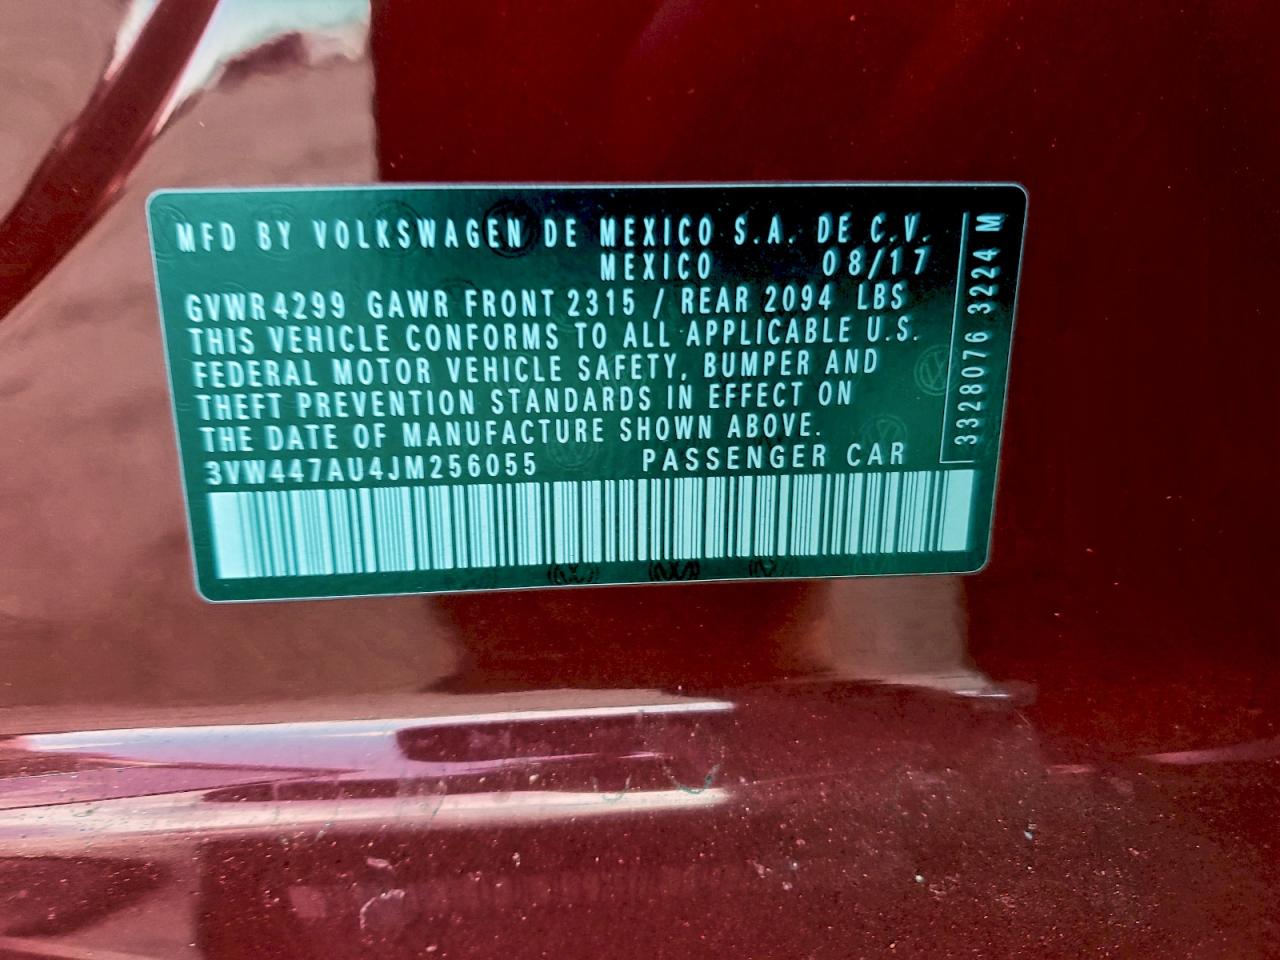 MFD BY VOLKSWAGEN DE MEXICO S.A. DE C.V.
MEXICO 08/17
GVWR 4299 GAWR FRONT 2315 / REAR 2094 LBS
THIS VEHICLE CONFORMS TO ALL APPLICABLE U.S.
FEDERAL MOTOR VEHICLE SAFETY, BUMPER AND
THEFT PREVENTION STANDARDS IN EFFECT ON
THE DATE OF MANUFACTURE SHOWN ABOVE.
3VW447AU4JM256055 PASSENGER CAR
3328076 3224 M